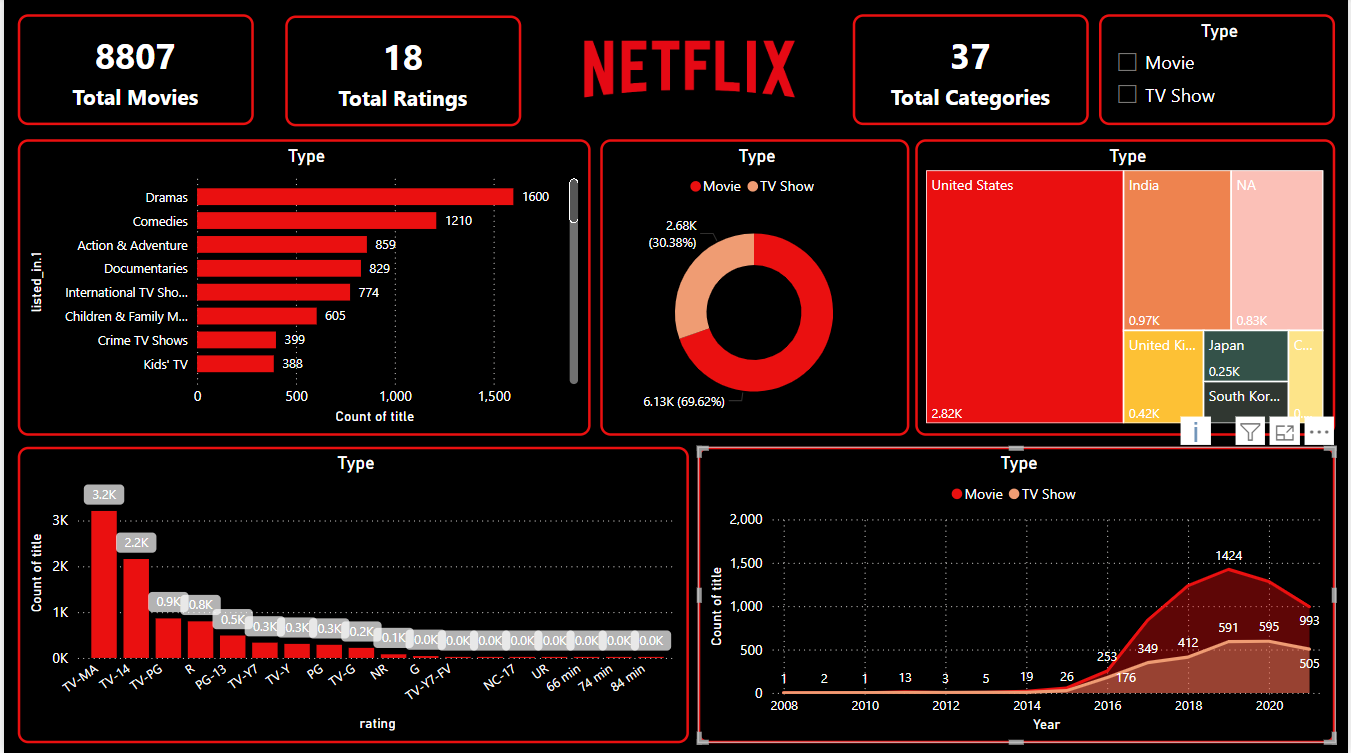 8807
Total Movies
18
Total Ratings
NETFLIX
37
Total Categories
Type
Movie
TV Show
Type
listed_in.1
Dramas 1600
Comedies 1210
Action & Adventure 859
Documentaries 829
International TV Sho... 774
Children & Family M... 605
Crime TV Shows 399
Kids' TV 388
0 500 1,000 1,500
Count of title
Type
Movie TV Show
2.68K
(30.38%)
6.13K (69.62%)
Type
United States
2.82K
India
0.97K
NA
0.83K
United Ki...
0.42K
Japan
0.25K
South Kor...
C...
0...
Type
Count of title
3K
2K
1K
0K
3.2K 2.2K 0.9K 0.8K 0.5K 0.3K 0.3K 0.3K 0.2K 0.1K 0.0K 0.0K 0.0K 0.0K 0.0K 0.0K 0.0K 0.0K
TV-MA TV-14 TV-PG R PG-13 TV-Y7 TV-Y PG TV-G NR G TV-Y7-FV NC-17 UR 66 min 74 min 84 min
rating
Type
Movie TV Show
Count of title
2,000
1,500
1,000
500
0
1 2 1 13 3 5 19 26 253 1424 993
176 349 412 591 595 505
2008 2010 2012 2014 2016 2018 2020
Year